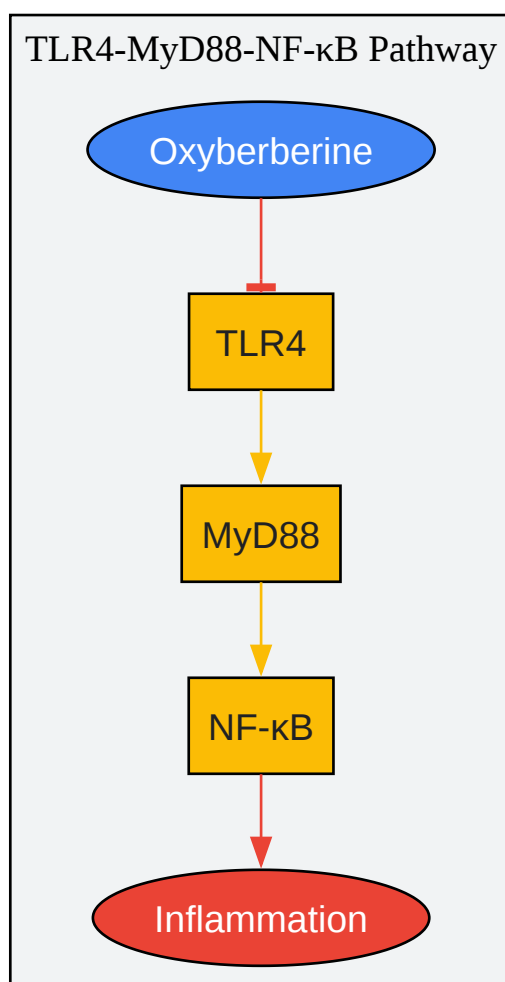 TLR4-MyD88-NF-κB Pathway
Oxyberberine
TLR4
MyD88
NF-κB
Inflammation